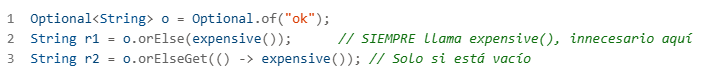 1 Optional<String> o = Optional.of("ok");
2 String r1 = o.orElse(expensive());      // SIEMPRE llama expensive(), innecesario aquí
3 String r2 = o.orElseGet(() -> expensive()); // Solo si está vacío